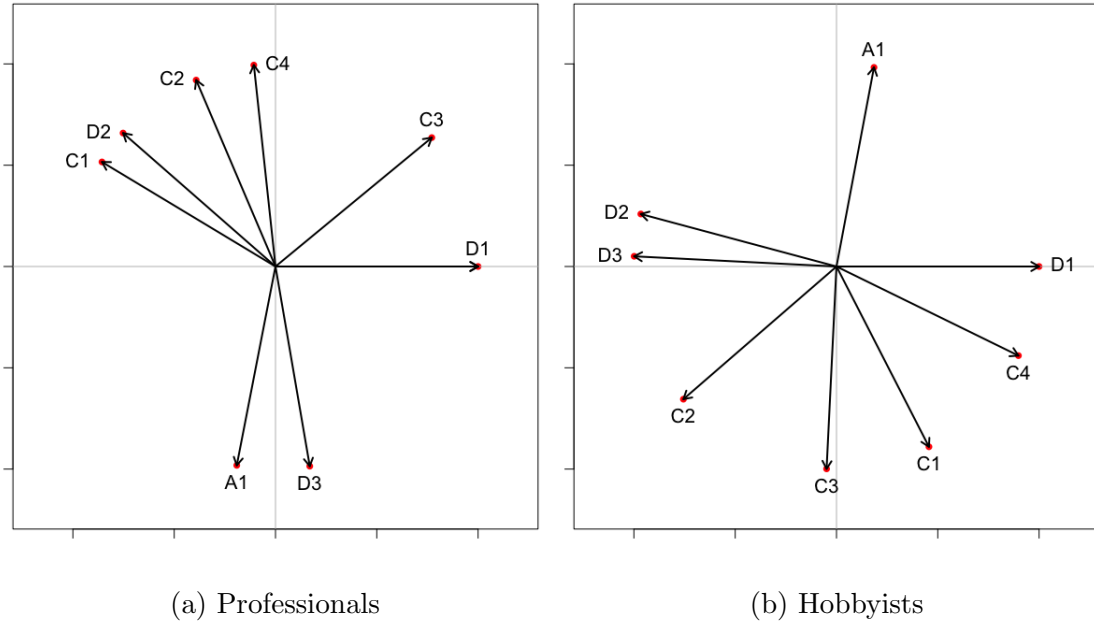 C2
C4
D2
C1
C3
D1
A1
D3
(a) Professionals
A1
D2
D3
D1
C4
C2
C1
C3
(b) Hobbyists